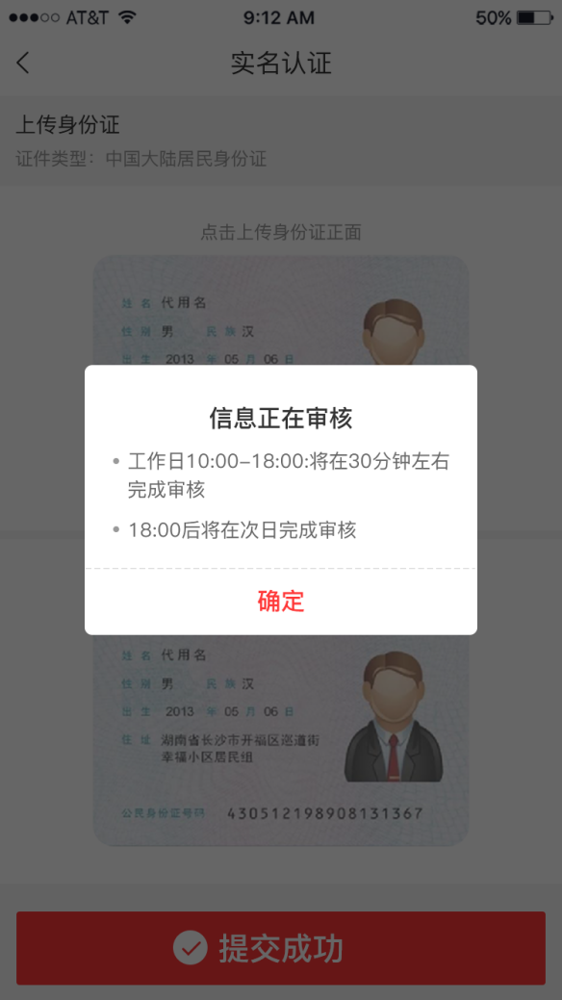 AT&T 9:12 AM 50%
实名认证
上传身份证
证件类型：中国大陆居民身份证
点击上传身份证正面
姓 名 代用名
性 别 男 民 族 汉
出 生 2013 年 05 月 06 日
信息正在审核
工作日10:00-18:00:将在30分钟左右
完成审核
18:00后将在次日完成审核
确定
姓 名 代用名
性 别 男 民 族 汉
出 生 2013 年 05 月 06 日
住 址 湖南省长沙市开福区巡道街
幸福小区居民组
公民身份证号码 430512198908131367
提交成功